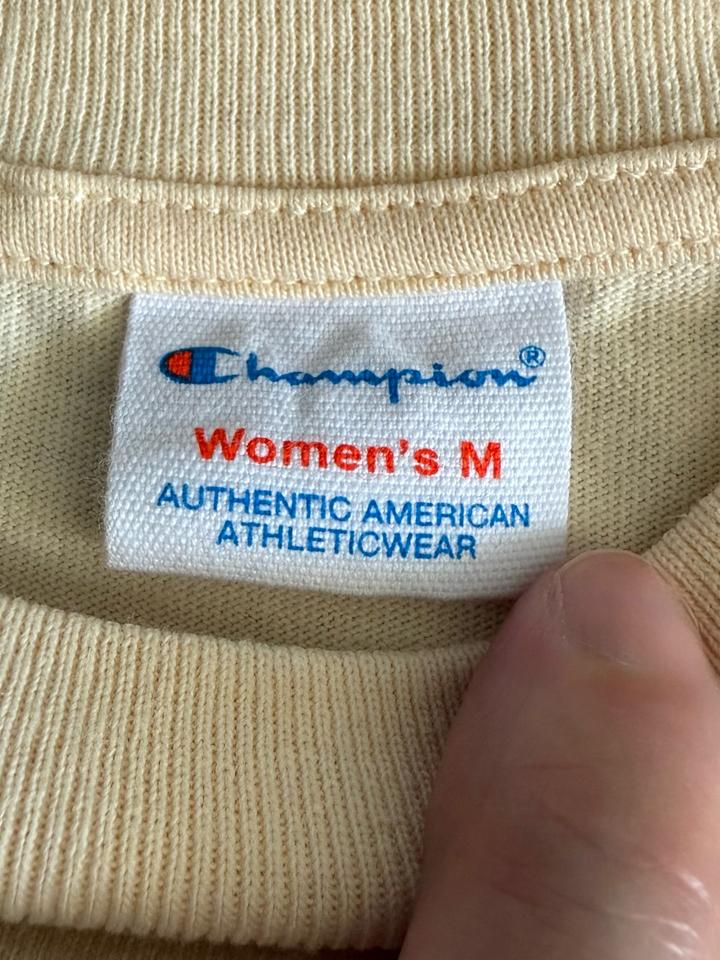 Champion®
Women's M
AUTHENTIC AMERICAN
ATHLETICWEAR